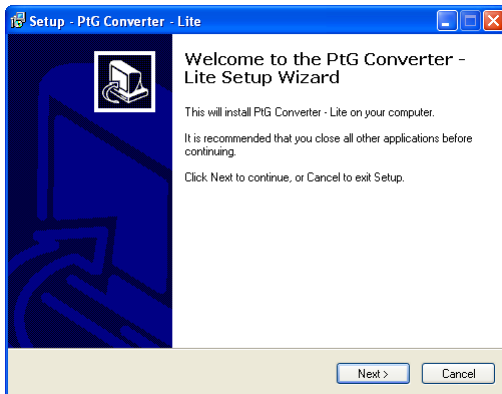 Setup - PtG Converter - Lite
Welcome to the PtG Converter -
Lite Setup Wizard
This will install PtG Converter - Lite on your computer.
It is recommended that you close all other applications before
continuing.
Click Next to continue, or Cancel to exit Setup.
Next >
Cancel